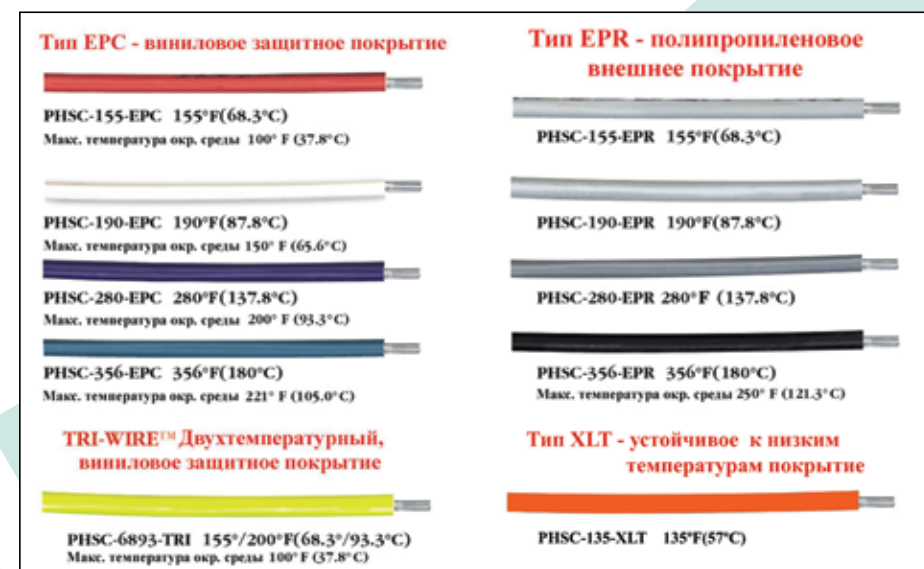 Тип EPC - виниловое защитное покрытие
PHSC-155-EPC 155°F(68.3°C)
Макс. температура окр. среды 100° F (37.8°C)
PHSC-190-EPC 190°F(87.8°C)
Макс. температура окр. среды 150° F (65.6°C)
PHSC-280-EPC 280°F(137.8°C)
Макс. температура окр. среды 200° F (93.3°C)
PHSC-356-EPC 356°F(180°C)
Макс. температура окр. среды 221° F (105.0°C)
TRI-WIRE™ Двухтемпературный,
виниловое защитное покрытие
PHSC-6893-TRI 155°/200°F(68.3°/93.3°C)
Макс. температура окр. среды 100° F (37.8°C)
Тип EPR - полипропиленовое
внешнее покрытие
PHSC-155-EPR 155°F(68.3°C)
PHSC-190-EPR 190°F(87.8°C)
PHSC-280-EPR 280°F (137.8°C)
PHSC-356-EPR 356°F(180°C)
Макс. температура окр. среды 250° F (121.3°C)
Тип XLT - устойчивое к низким
температурам покрытие
PHSC-135-XLT 135°F(57°C)